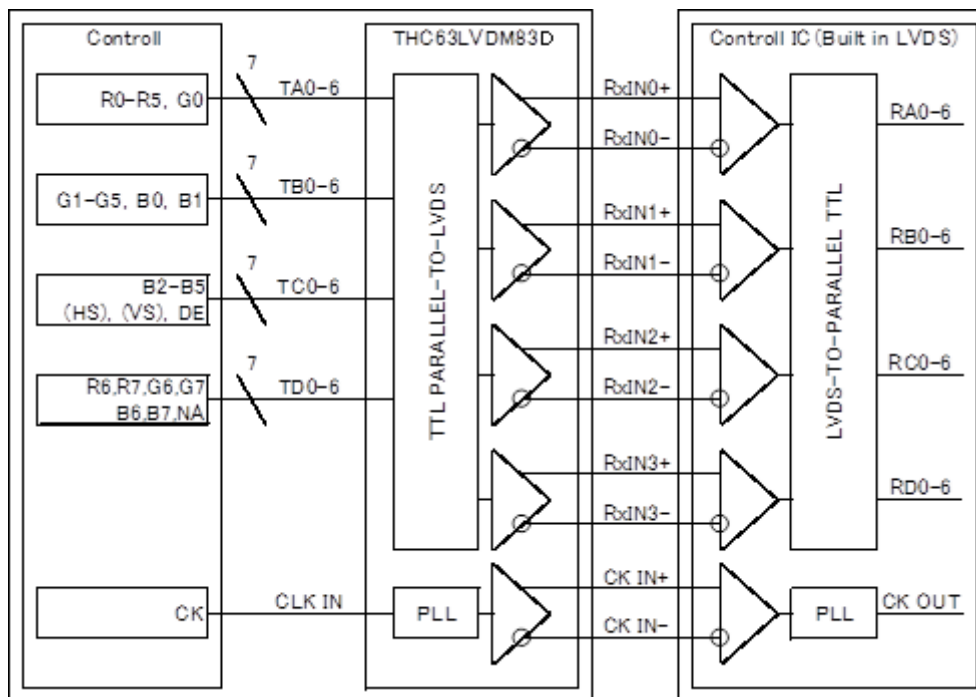 Controll
THC63LVDM83D
Controll IC (Built in LVDS)
R0-R5, G0
7
TA0-6
RxIN0+
RxIN0-
RA0-6
G1-G5, B0, B1
7
TB0-6
RxIN1+
RxIN1-
RB0-6
B2-B5
(HS), (VS), DE
7
TC0-6
RxIN2+
RxIN2-
RC0-6
R6,R7,G6,G7
B6,B7,NA
7
TD0-6
RxIN3+
RxIN3-
RD0-6
TTL PARALLEL-TO-LVDS
LVDS-TO-PARALLEL TTL
CK
CLK IN
PLL
CK IN+
CK IN-
PLL
CK OUT